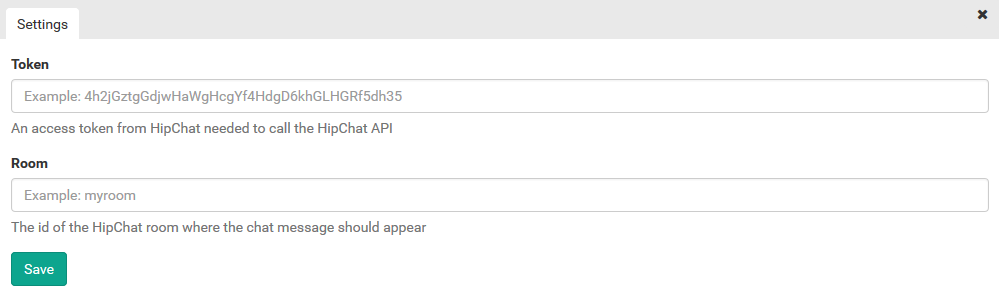 Settings
Token
Example: 4h2jGztgGdjwHaWgHcgYf4HdgD6khGLHGRf5dh35
An access token from HipChat needed to call the HipChat API
Room
Example: myroom
The id of the HipChat room where the chat message should appear
Save